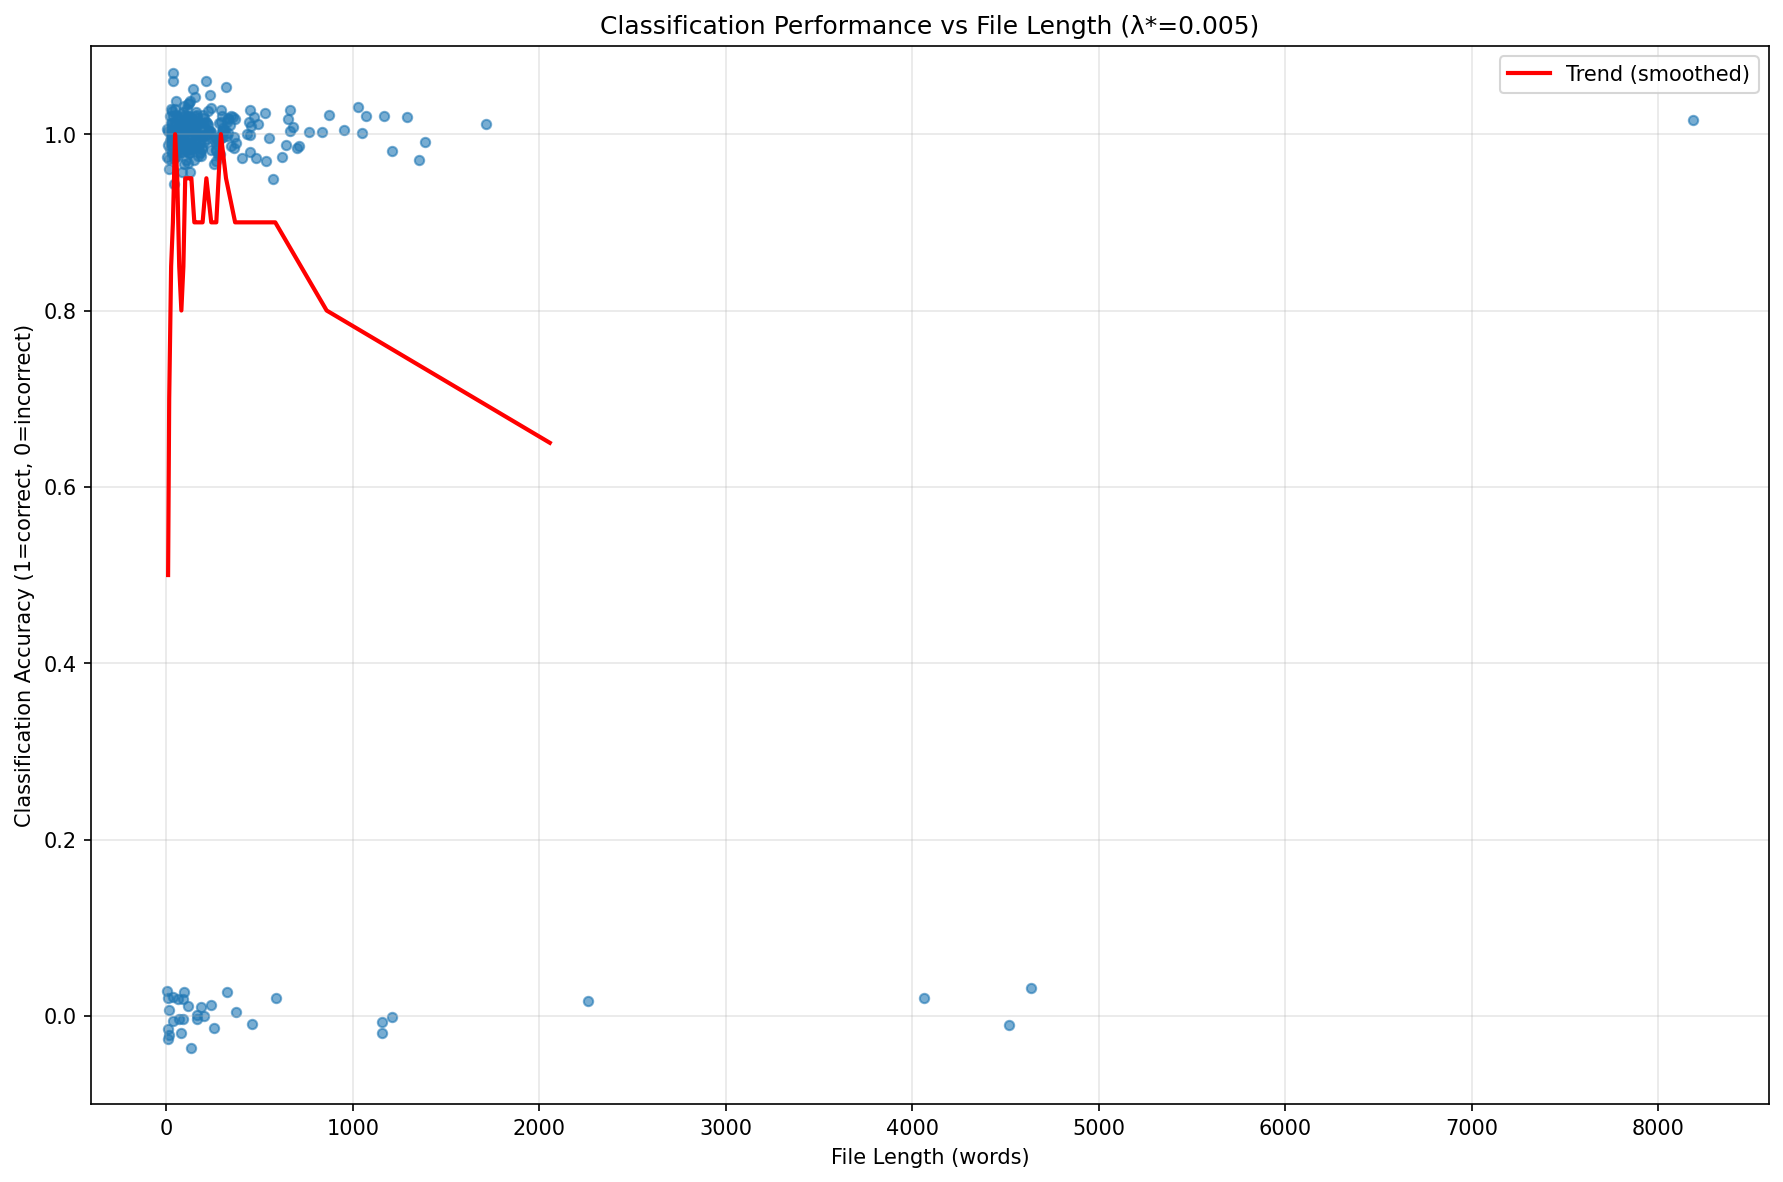 Classification Performance vs File Length (λ*=0.005)
Trend (smoothed)
Classification Accuracy (1=correct, 0=incorrect)
1.0
0.8
0.6
0.4
0.2
0.0
0 1000 2000 3000 4000 5000 6000 7000 8000
File Length (words)